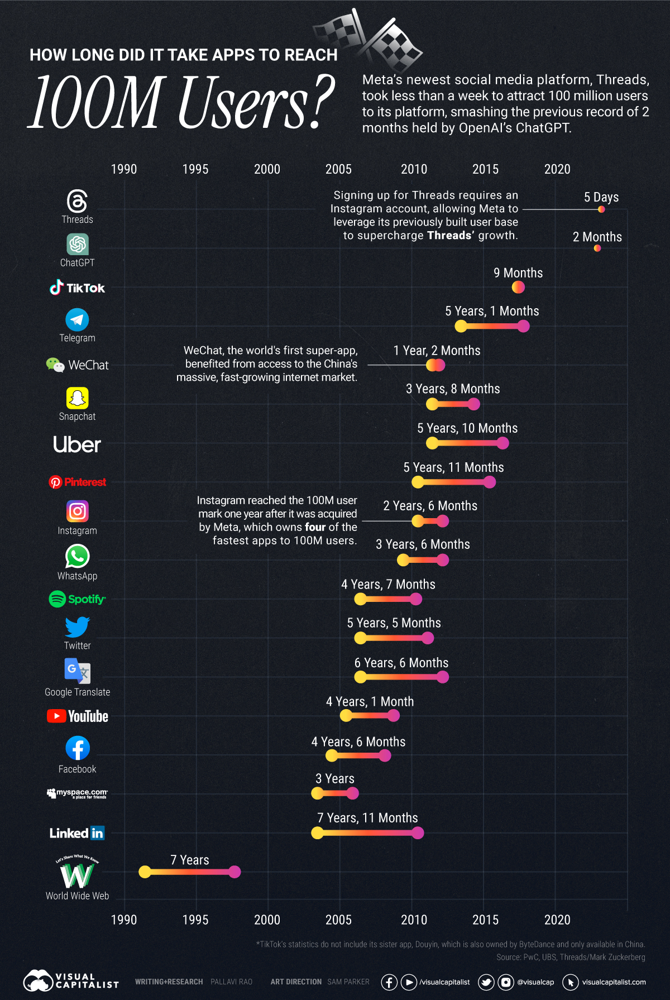 HOW LONG DID IT TAKE APPS TO REACH
100M Users?
Meta's newest social media platform, Threads,
took less than a week to attract 100 million users
to its platform, smashing the previous record of 2
months held by OpenAI's ChatGPT.
1990 1995 2000 2005 2010 2015 2020
Threads
Signing up for Threads requires an
Instagram account, allowing Meta to
leverage its previously built user base
to supercharge Threads' growth.
5 Days
ChatGPT
2 Months
TikTok
9 Months
Telegram
5 Years, 1 Months
WeChat
WeChat, the world's first super-app,
benefited from access to the China's
massive, fast-growing internet market.
1 Year, 2 Months
Snapchat
3 Years, 8 Months
Uber
5 Years, 10 Months
Pinterest
5 Years, 11 Months
Instagram
Instagram reached the 100M user
mark one year after it was acquired
by Meta, which owns four of the
fastest apps to 100M users.
2 Years, 6 Months
WhatsApp
3 Years, 6 Months
Spotify
4 Years, 7 Months
Twitter
5 Years, 5 Months
G 文
Google Translate
6 Years, 6 Months
YouTube
4 Years, 1 Month
Facebook
4 Years, 6 Months
myspace.com
a place for friends
3 Years
Linked in
7 Years, 11 Months
Let's Share What We Know
W
World Wide Web
7 Years
1990 1995 2000 2005 2010 2015 2020
*TikTok's statistics do not include its sister app, Douyin, which is also owned by ByteDance and only available in China.
Source: PwC, UBS, Threads/Mark Zuckerberg
VISUAL
CAPITALIST
WRITING+RESEARCH PALLAVI RAO ART DIRECTION SAM PARKER /visualcapitalist @visualcap visualcapitalist.com